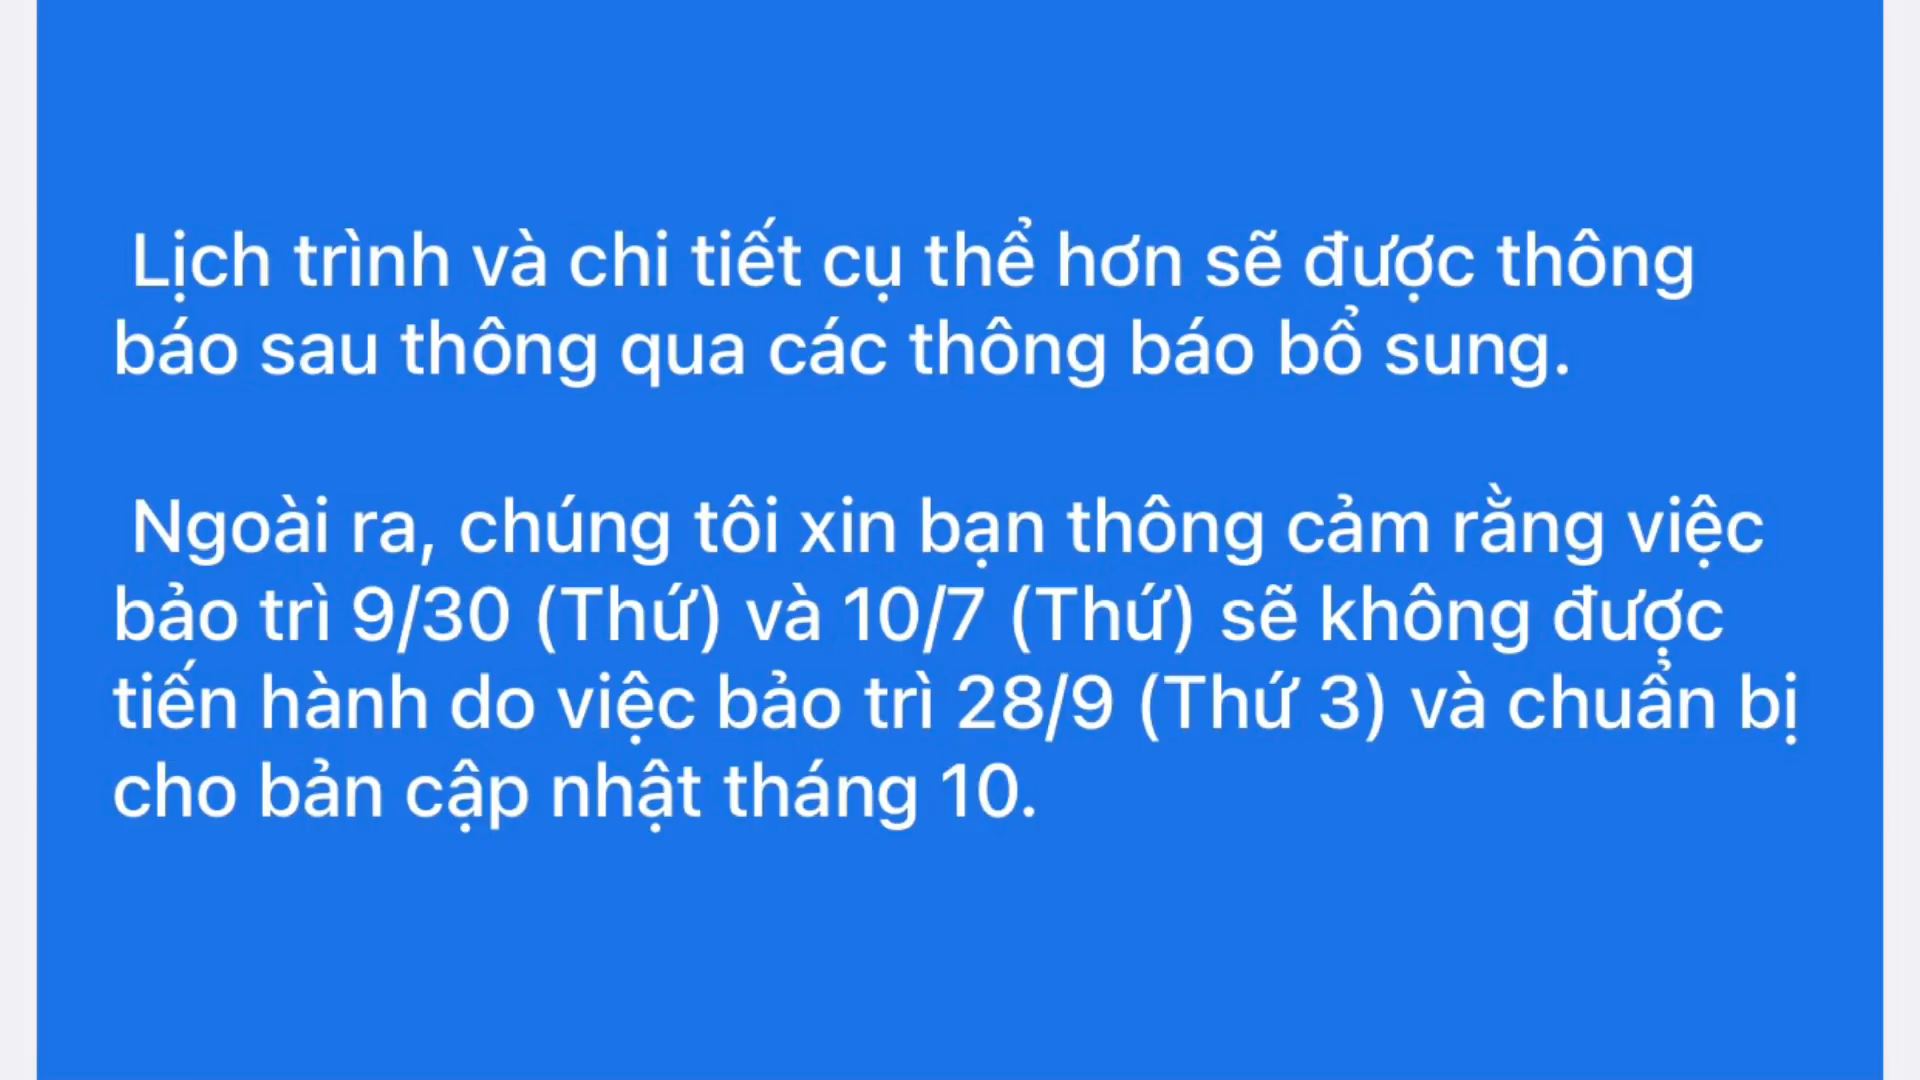 Lịch trình và chi tiết cụ thể hơn sẽ được thông
báo sau thông qua các thông báo bổ sung.
Ngoài ra, chúng tôi xin bạn thông cảm rằng việc
bảo trì 9/30 (Thứ) và 10/7 (Thứ) sẽ không được
tiến hành do việc bảo trì 28/9 (Thứ 3) và chuẩn bị
cho bản cập nhật tháng 10.